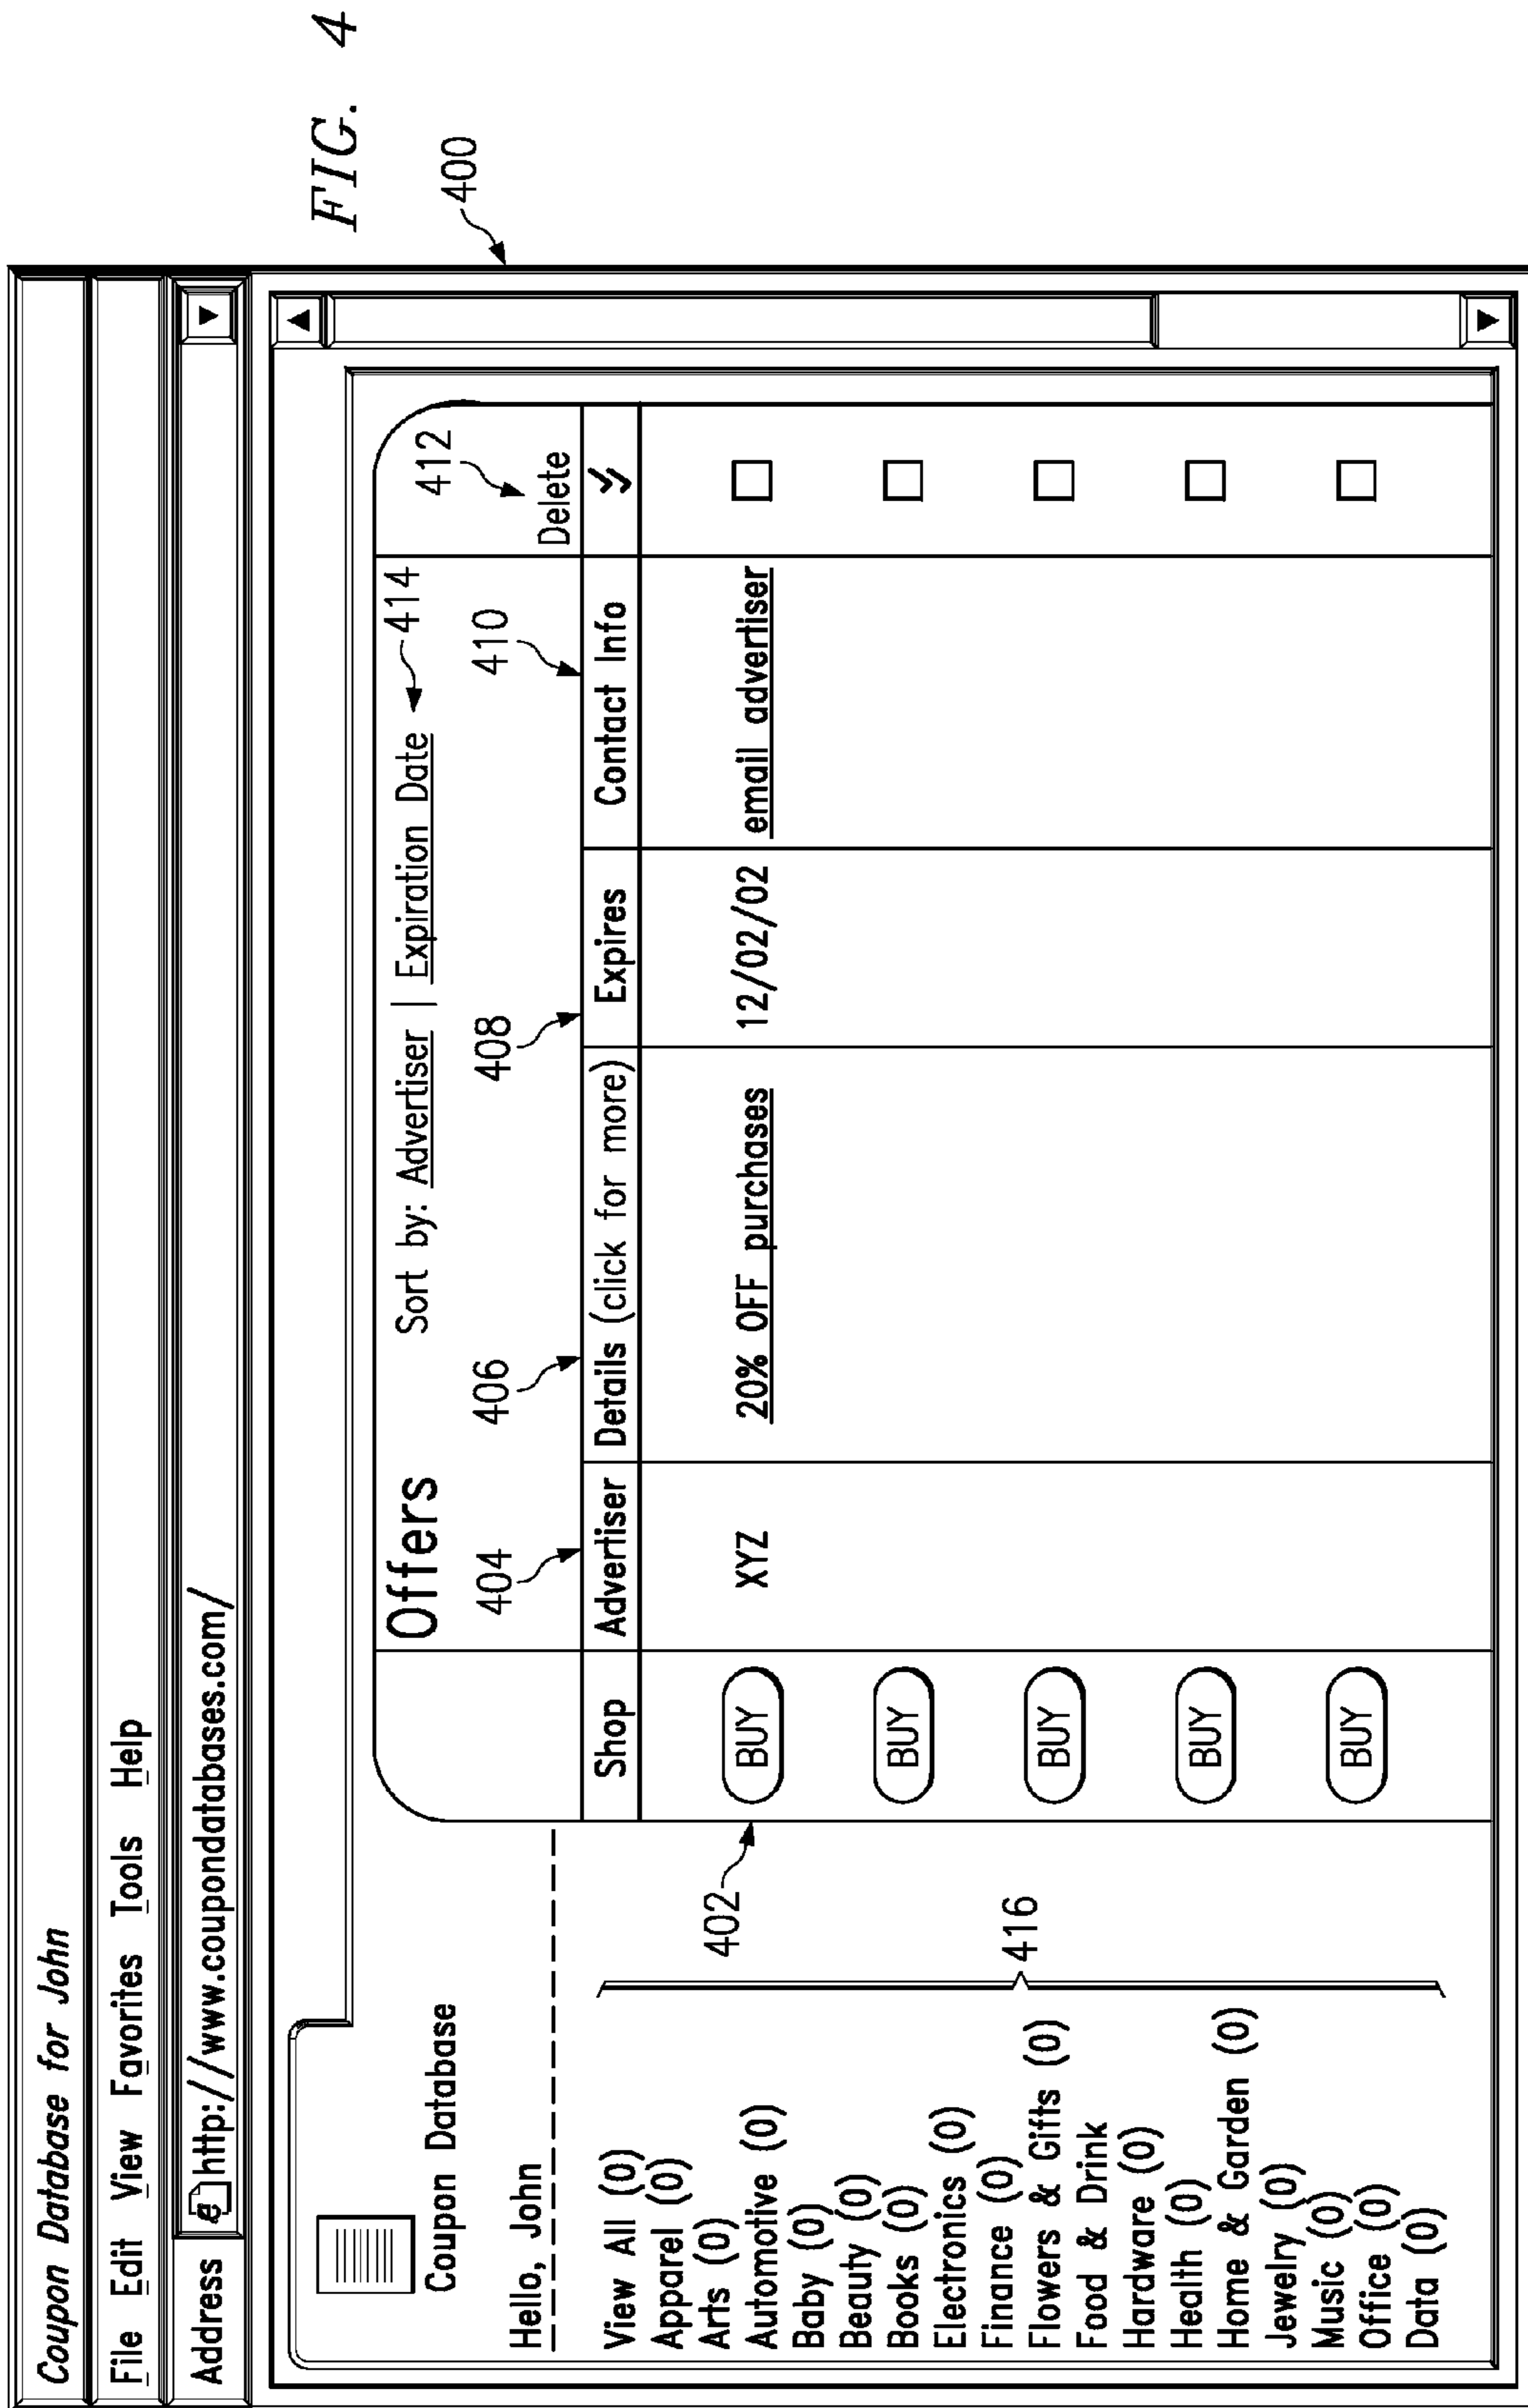 FIG. 4
400
Coupon Database for John
File Edit View Favorites Tools Help
Address e http://www.coupondatabases.com/
Coupon Database
Hello, John
View All (0)
Apparel (0)
Arts (0)
Automotive (0)
Baby (0)
Beauty (0)
Books (0)
Electronics (0)
Finance (0)
Flowers & Gifts (0)
Food & Drink
Hardware (0)
Health (0)
Home & Garden (0)
Jewelry (0)
Music (0)
Office (0)
Data (0)
416
402
Offers
Sort by: Advertiser | Expiration Date
414
404
406
408
410
412
Delete
Shop Advertiser Details (click for more) Expires Contact Info
BUY XYZ 20% OFF purchases 12/02/02 email advertiser
BUY
BUY
BUY
BUY